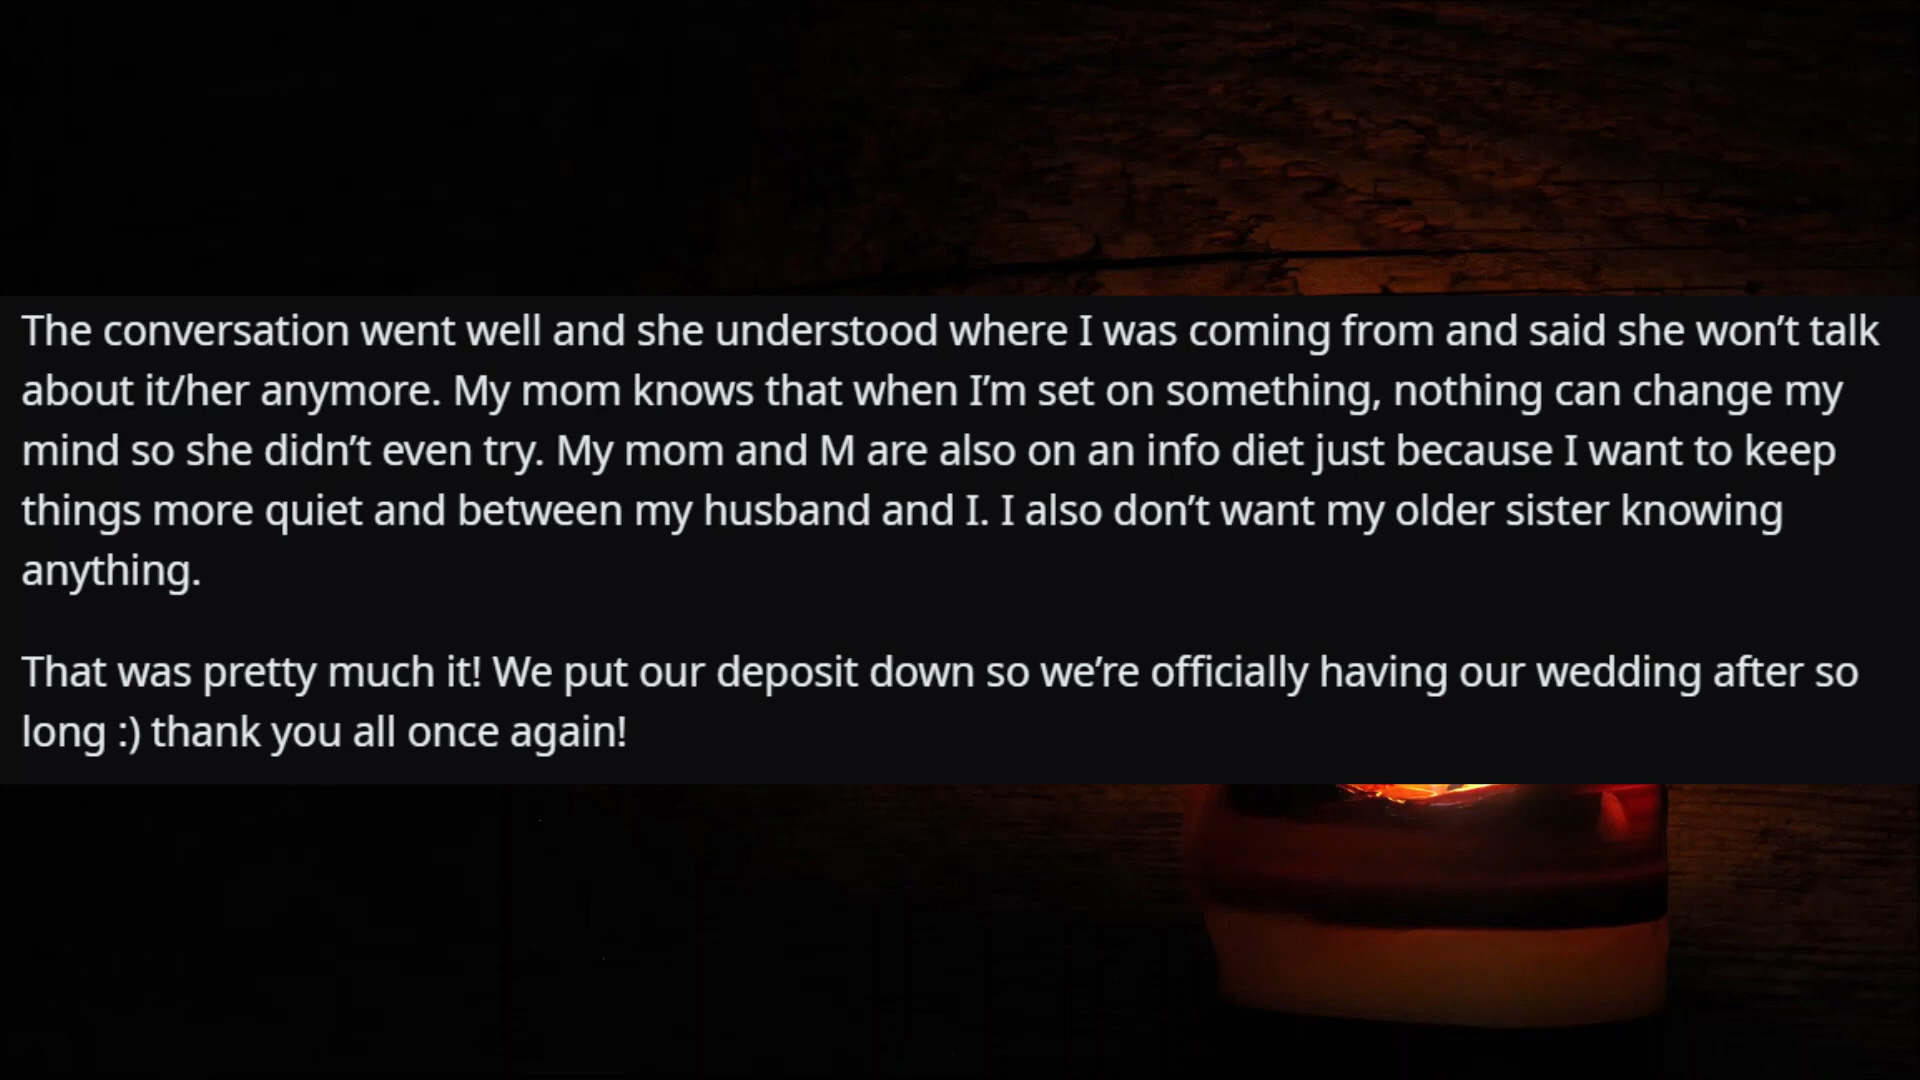 The conversation went well and she understood where I was coming from and said she won’t talk
about it/her anymore. My mom knows that when I’m set on something, nothing can change my
mind so she didn’t even try. My mom and M are also on an info diet just because I want to keep
things more quiet and between my husband and I. I also don’t want my older sister knowing
anything.
That was pretty much it! We put our deposit down so we’re officially having our wedding after so
long :) thank you all once again!